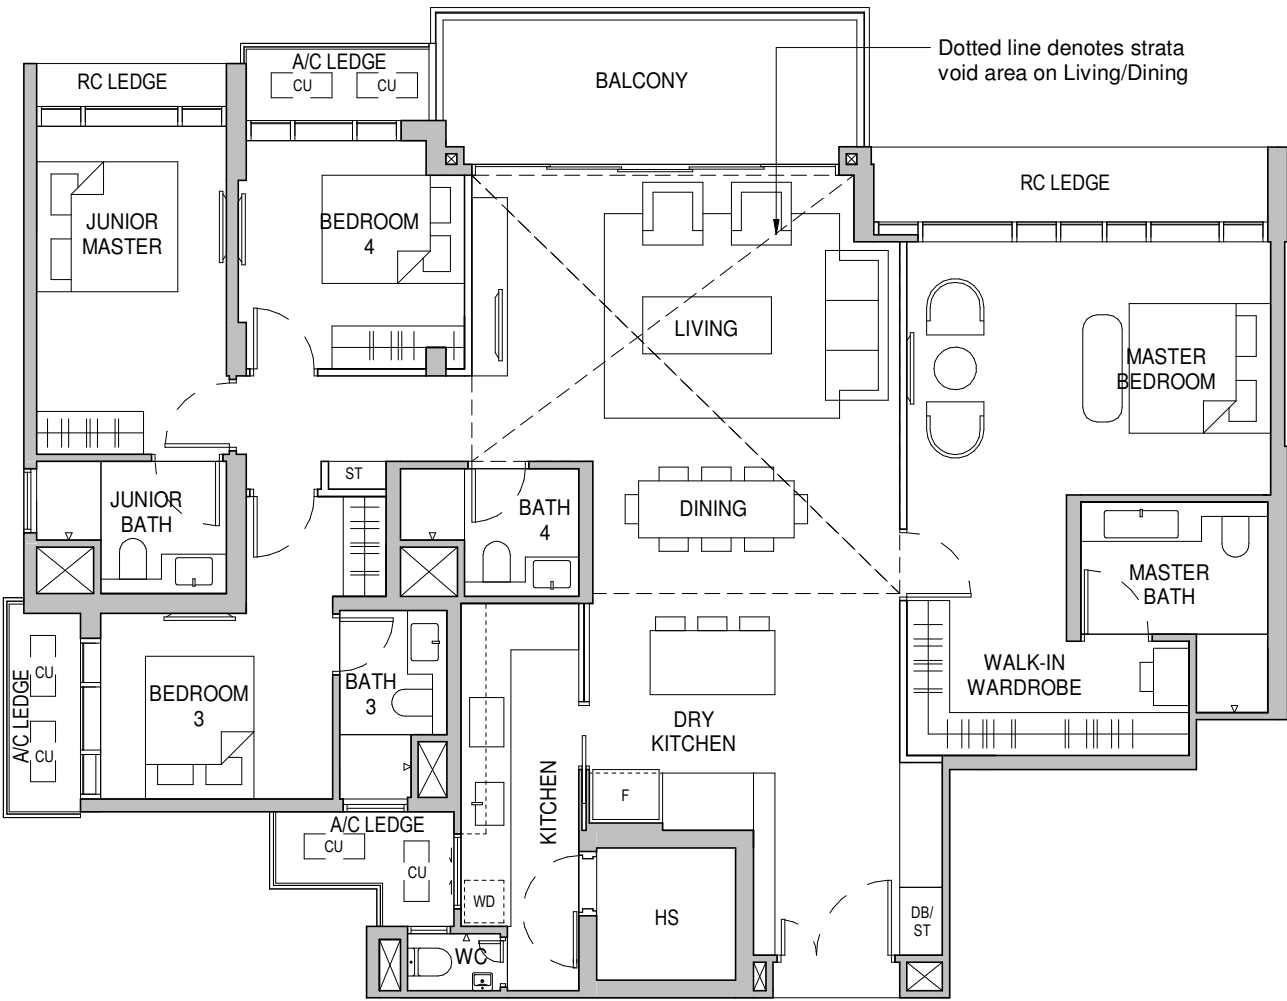 Dotted line denotes strata
void area on Living/Dining
A/C LEDGE
CU
CU
RC LEDGE
BALCONY
RC LEDGE
JUNIOR
MASTER
BEDROOM
4
LIVING
MASTER
BEDROOM
ST
JUNIOR
BATH
BATH
4
DINING
MASTER
BATH
A/C LEDGE
CU
CU
BEDROOM
3
BATH
3
WALK-IN
WARDROBE
DRY
KITCHEN
KITCHEN
F
A/C LEDGE
CU
CU
WD
HS
DB/
ST
WC